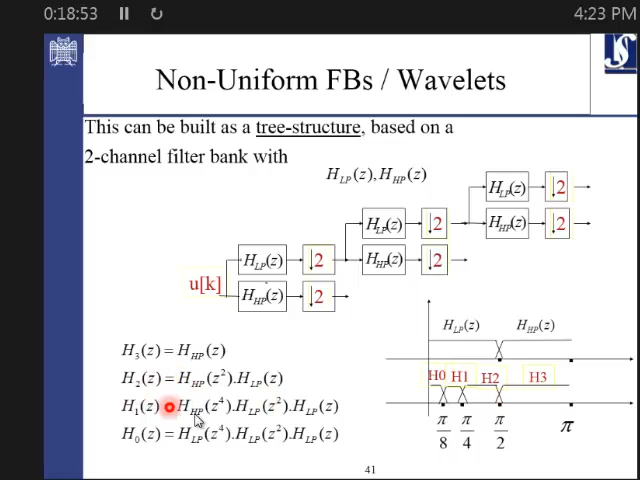 0:18:53
4:23 PM
Non-Uniform FBs / Wavelets
This can be built as a tree-structure, based on a
2-channel filter bank with
H_LP(z), H_HP(z)
H_LP(z) ↓2
H_LP(z) ↓2 H_HP(z) ↓2
H_LP(z) ↓2 H_HP(z) ↓2
u[k]
H_HP(z) ↓2
H_LP(z) H_HP(z)
H_3(z) = H_HP(z)
H_2(z) = H_HP(z^2).H_LP(z)
H_1(z) = H_HP(z^4).H_LP(z^2).H_LP(z)
H_0(z) = H_LP(z^4).H_LP(z^2).H_LP(z)
H0 H1 H2 H3
π/8 π/4 π/2 π
41